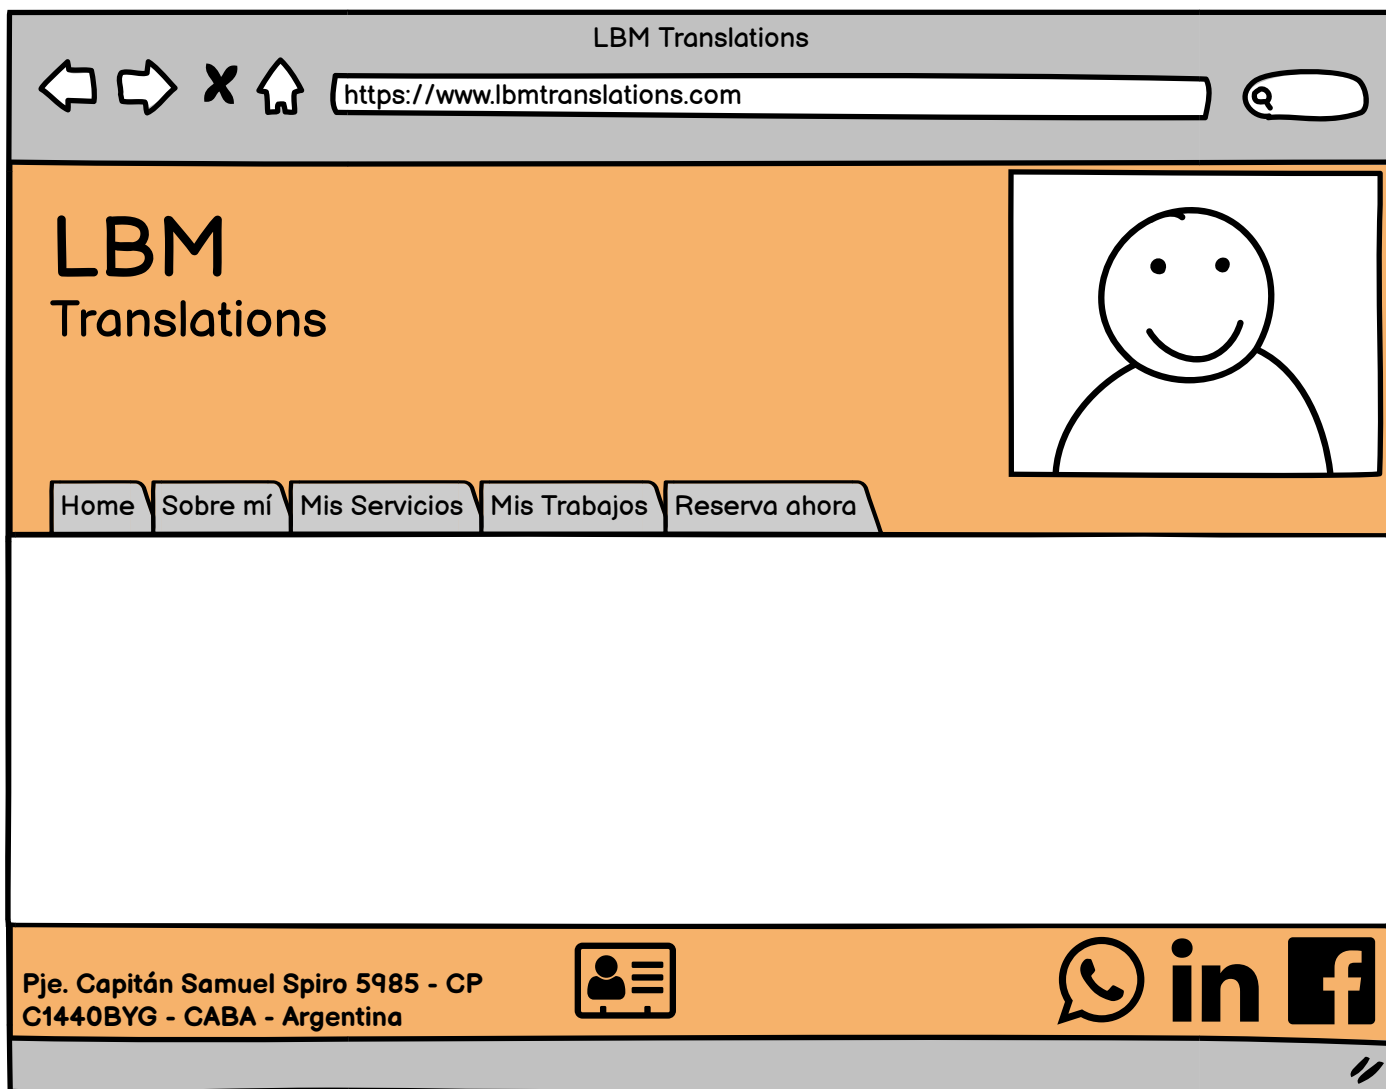 LBM Translations
https://www.lbmtranslations.com
LBM
Translations
Home
Sobre mí
Mis Servicios
Mis Trabajos
Reserva ahora
Pje. Capitán Samuel Spiro 5985 - CP
C1440BYG - CABA - Argentina
in
f